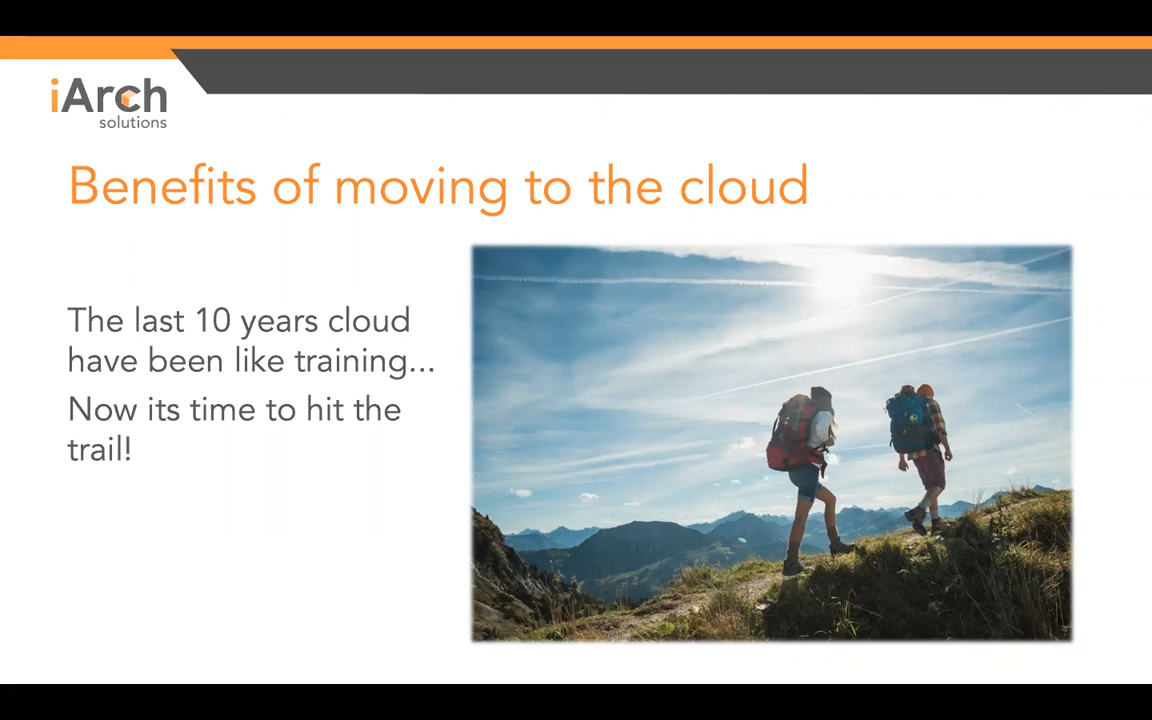 iArch
solutions
Benefits of moving to the cloud
The last 10 years cloud
have been like training...
Now its time to hit the
trail!